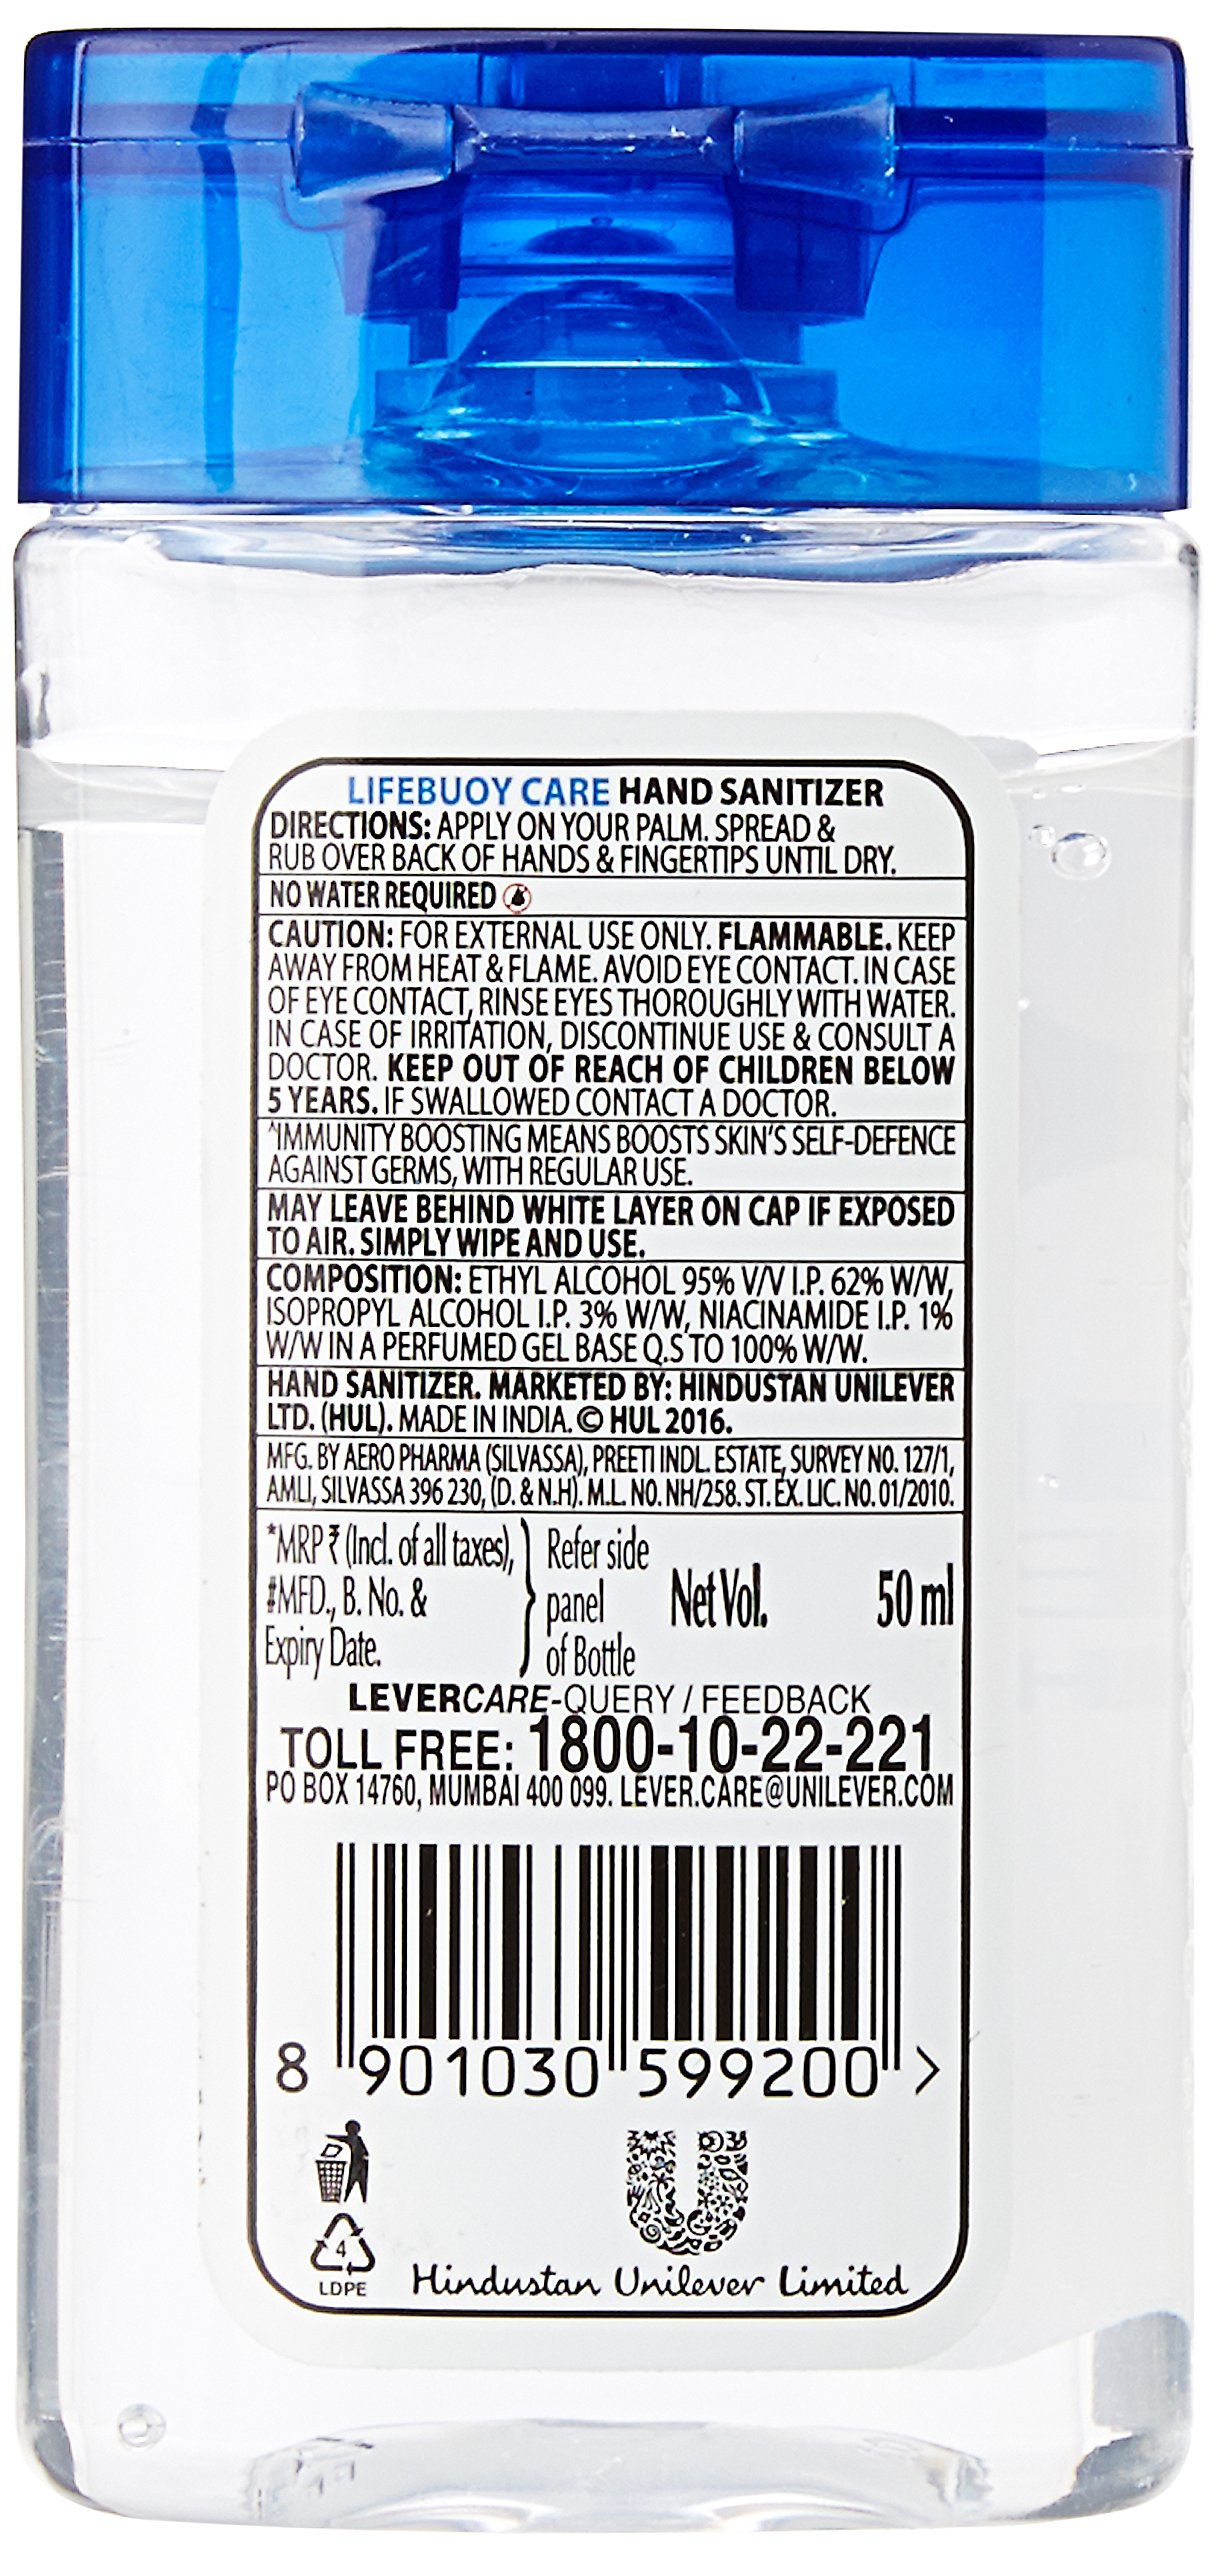 LIFEBUOY CARE HAND SANITIZER
DIRECTIONS: APPLY ON YOUR PALM. SPREAD &
RUB OVER BACK OF HANDS & FINGERTIPS UNTIL DRY.
NO WATER REQUIRED
CAUTION: FOR EXTERNAL USE ONLY. FLAMMABLE. KEEP
AWAY FROM HEAT & FLAME. AVOID EYE CONTACT. IN CASE
OF EYE CONTACT, RINSE EYES THOROUGHLY WITH WATER.
IN CASE OF IRRITATION, DISCONTINUE USE & CONSULT A
DOCTOR. KEEP OUT OF REACH OF CHILDREN BELOW
5 YEARS. IF SWALLOWED CONTACT A DOCTOR.
^IMMUNITY BOOSTING MEANS BOOSTS SKIN'S SELF-DEFENCE
AGAINST GERMS, WITH REGULAR USE.
MAY LEAVE BEHIND WHITE LAYER ON CAP IF EXPOSED
TO AIR. SIMPLY WIPE AND USE.
COMPOSITION: ETHYL ALCOHOL 95% V/V I.P. 62% W/W,
ISOPROPYL ALCOHOL I.P. 3% W/W, NIACINAMIDE I.P. 1%
W/W IN A PERFUMED GEL BASE Q.S TO 100% W/W.
HAND SANITIZER. MARKETED BY: HINDUSTAN UNILEVER
LTD. (HUL). MADE IN INDIA. © HUL 2016.
MFG. BY AERO PHARMA (SILVASSA), PREETI INDL. ESTATE, SURVEY NO. 127/1,
AMLI, SILVASSA 396 230, (D. & N.H). M.L. NO. NH/258. ST. EX. LIC. NO. 01/2010.
*MRP ₹ (Incl. of all taxes),
#MFD., B. No. &
Expiry Date.
Refer side
panel
of Bottle
Net Vol. 50 ml
LEVERCARE-QUERY / FEEDBACK
TOLL FREE: 1800-10-22-221
PO BOX 14760, MUMBAI 400 099. LEVER.CARE@UNILEVER.COM
8 901030 599200 >
4
LDPE
Hindustan Unilever Limited